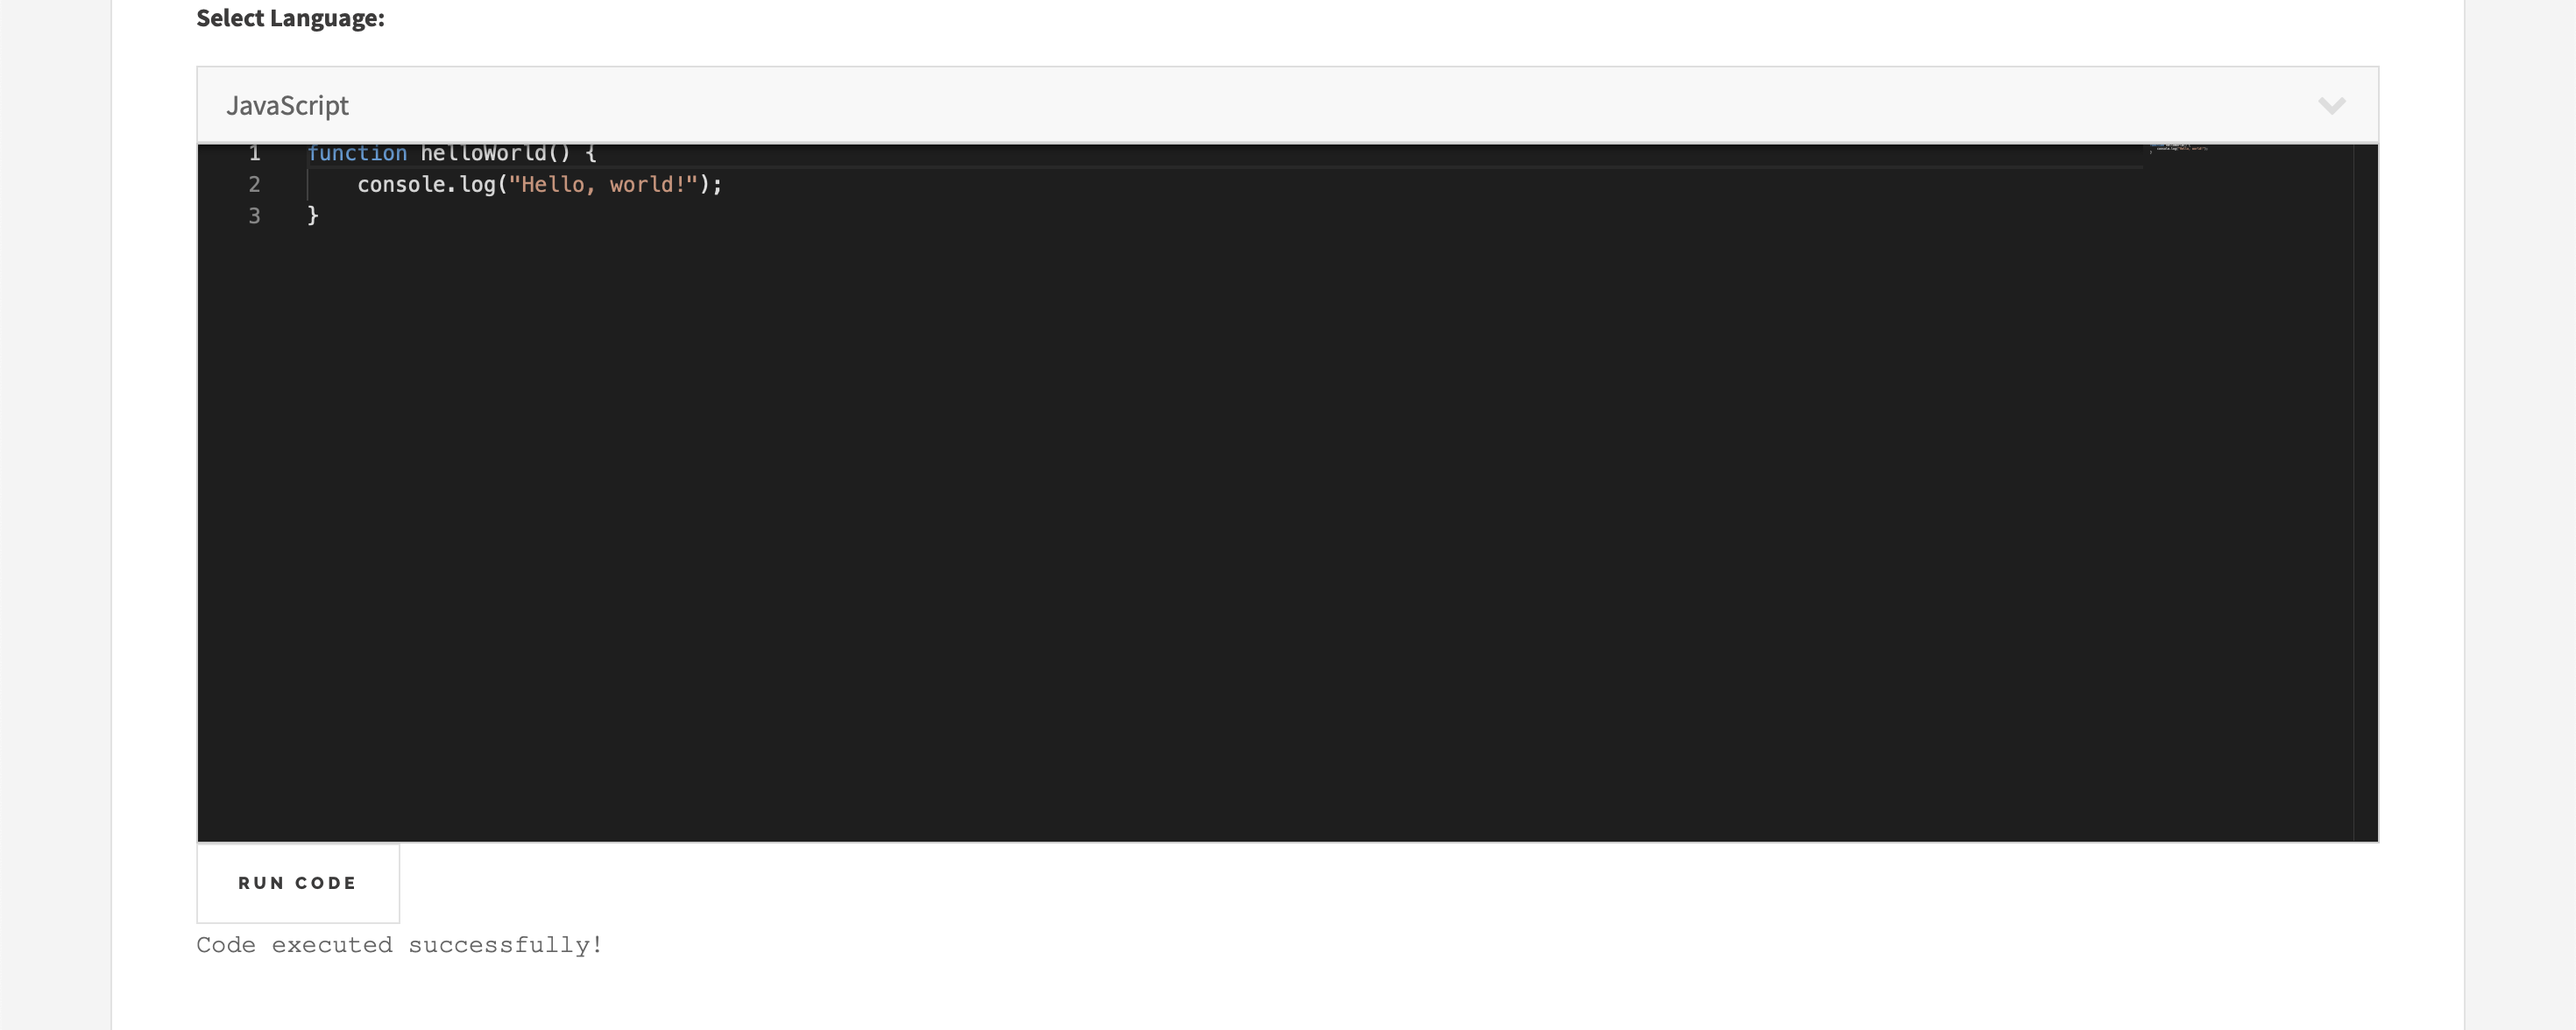 Select Language:
JavaScript
1 function helloWorld() {
2     console.log("Hello, world!");
3 }
RUN CODE
Code executed successfully!